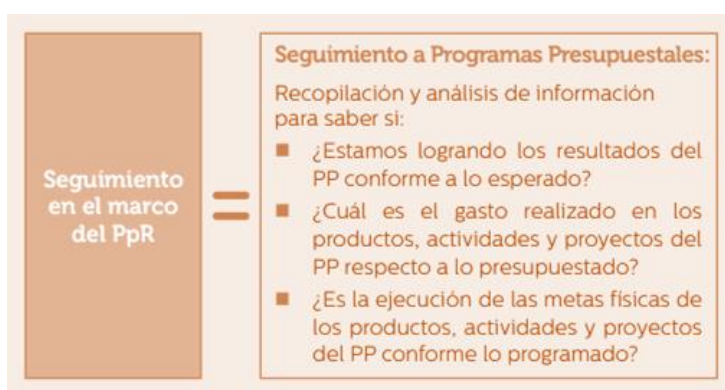 Seguimiento
en el marco
del PpR
=
Seguimiento a Programas Presupuestales:
Recopilación y análisis de información
para saber si:
■ ¿Estamos logrando los resultados del
PP conforme a lo esperado?
■ ¿Cuál es el gasto realizado en los
productos, actividades y proyectos del
PP respecto a lo presupuestado?
■ ¿Es la ejecución de las metas físicas de
los productos, actividades y proyectos
del PP conforme lo programado?